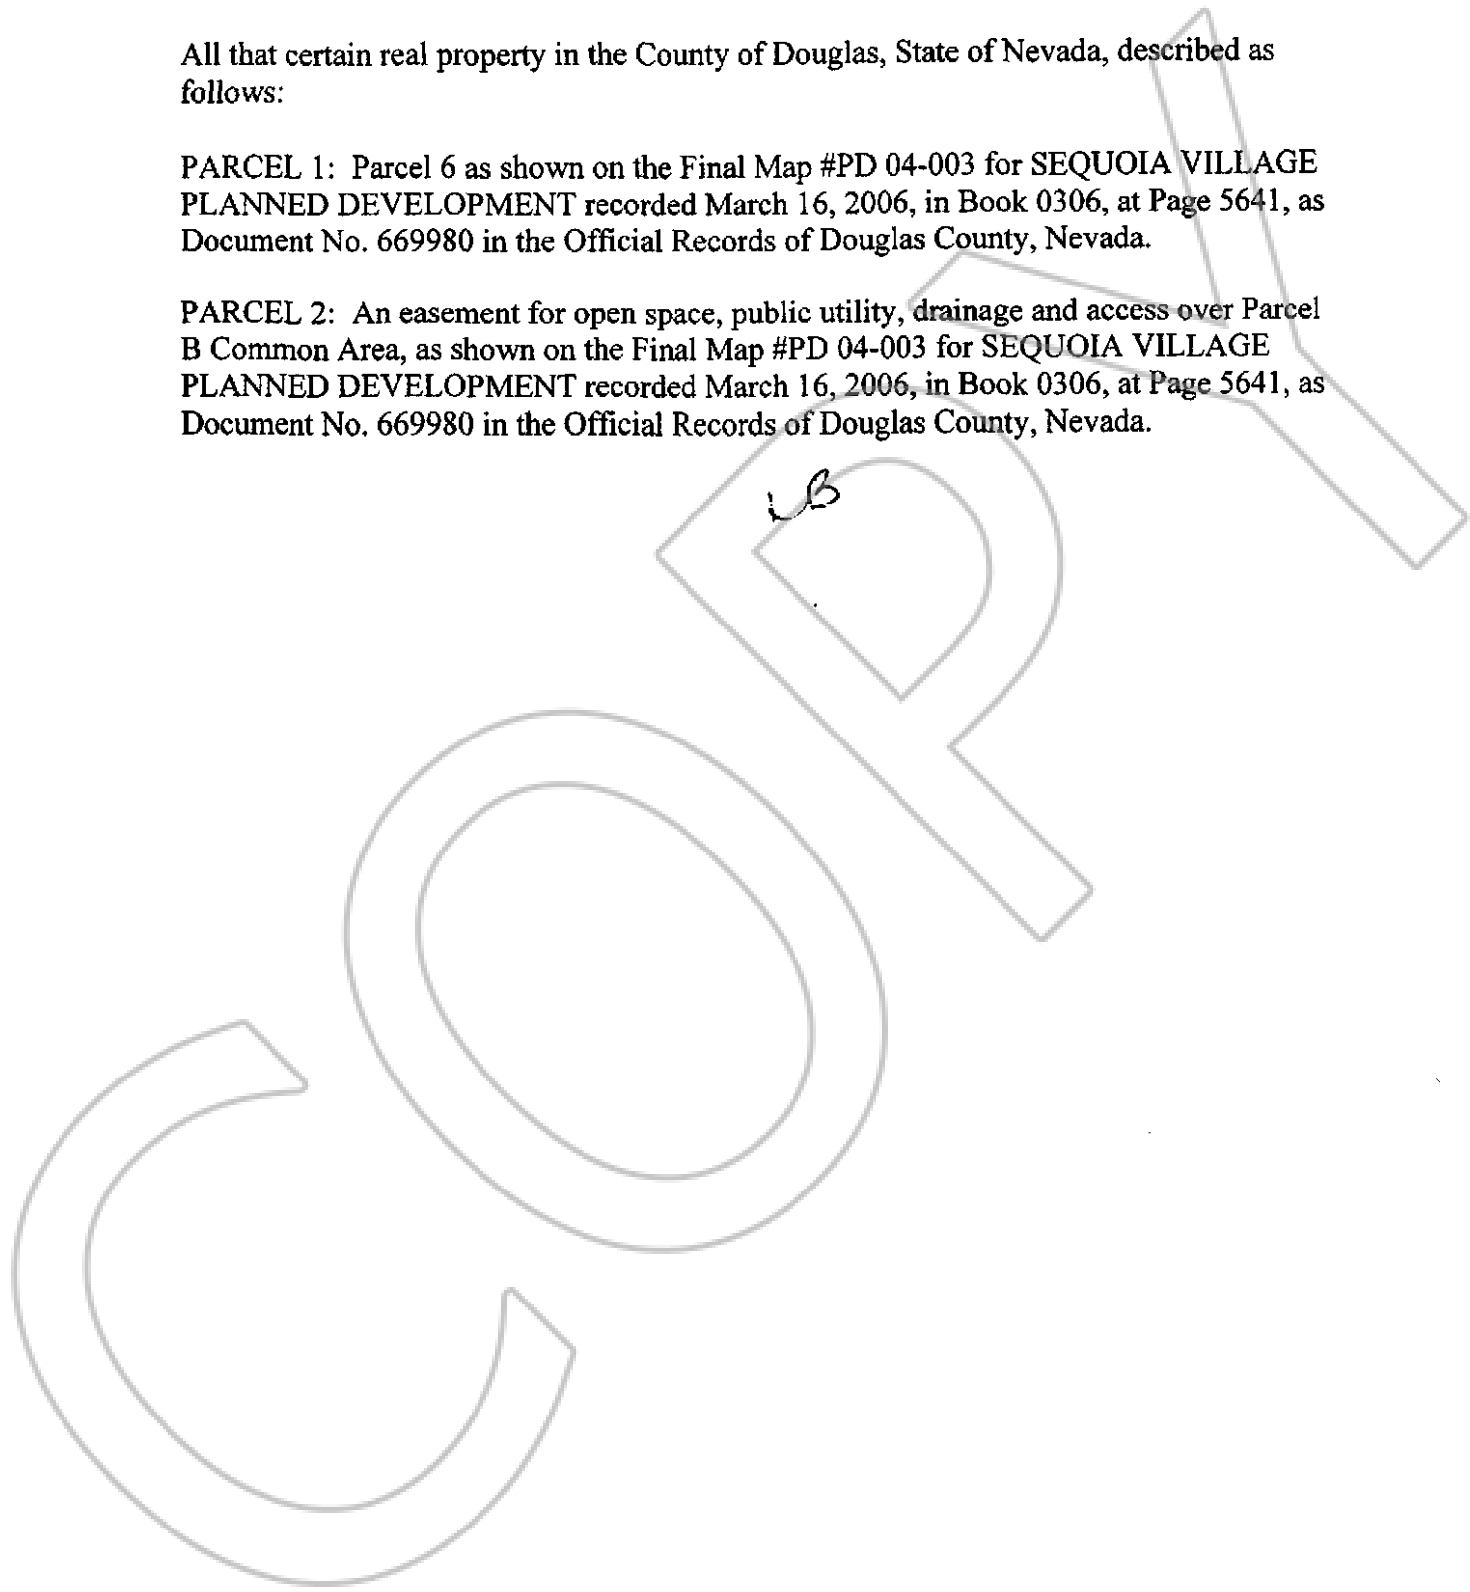 All that certain real property in the County of Douglas, State of Nevada, described as
follows:
PARCEL 1: Parcel 6 as shown on the Final Map #PD 04-003 for SEQUOIA VILLAGE
PLANNED DEVELOPMENT recorded March 16, 2006, in Book 0306, at Page 5641, as
Document No. 669980 in the Official Records of Douglas County, Nevada.
PARCEL 2: An easement for open space, public utility, drainage and access over Parcel
B Common Area, as shown on the Final Map #PD 04-003 for SEQUOIA VILLAGE
PLANNED DEVELOPMENT recorded March 16, 2006, in Book 0306, at Page 5641, as
Document No. 669980 in the Official Records of Douglas County, Nevada.
COPY